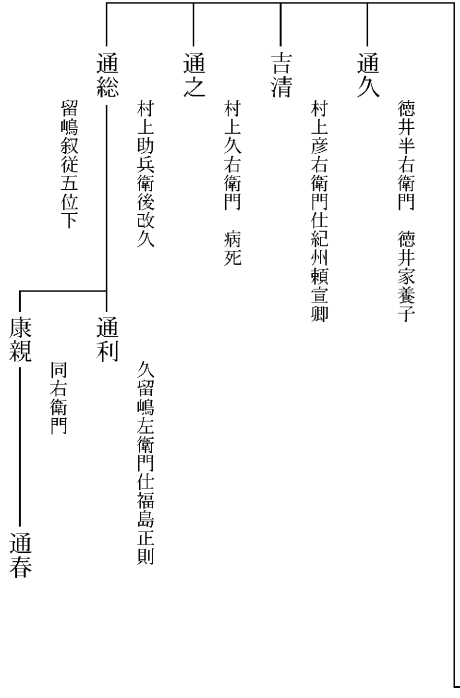 通久
徳井半右衛門　徳井家養子
吉清
村上彦右衛門仕紀州頼宣卿
通之
村上久右衛門　病死
通総
村上助兵衛後改久
留嶋叙従五位下
通利
久留嶋左衛門仕福島正則
康親
同右衛門
通春